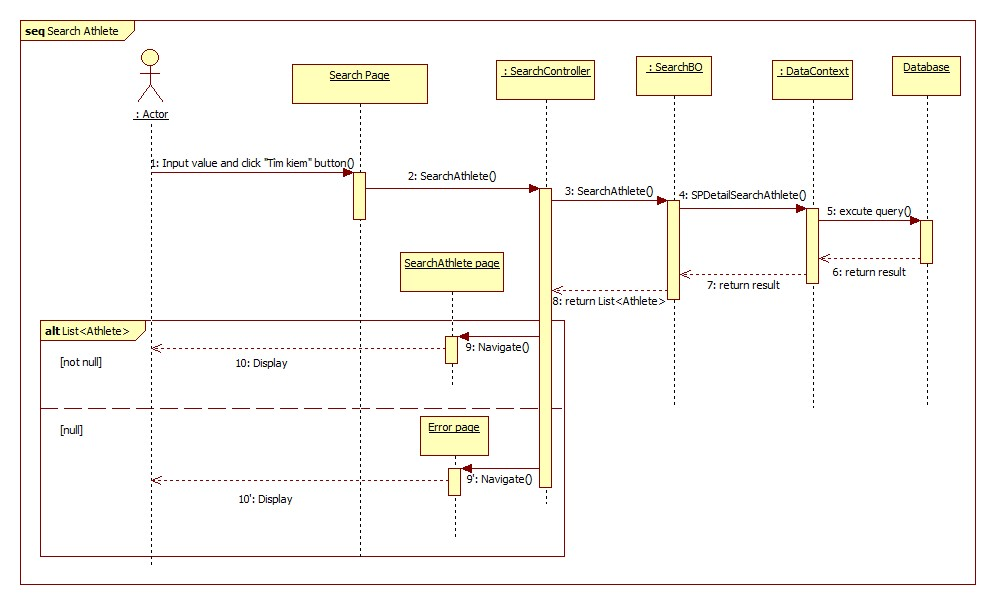 seq Search Athlete
: Actor
Search Page
: SearchController
: SearchBO
: DataContext
Database
1: Input value and click "Tim kiem" button()
2: SearchAthlete()
3: SearchAthlete()
4: SPDetailSearchAthlete()
5: excute query()
6: return result
7: return result
8: return List<Athlete>
SearchAthlete page
alt List<Athlete>
[not null]
9: Navigate()
10: Display
[null]
Error page
9': Navigate()
10': Display